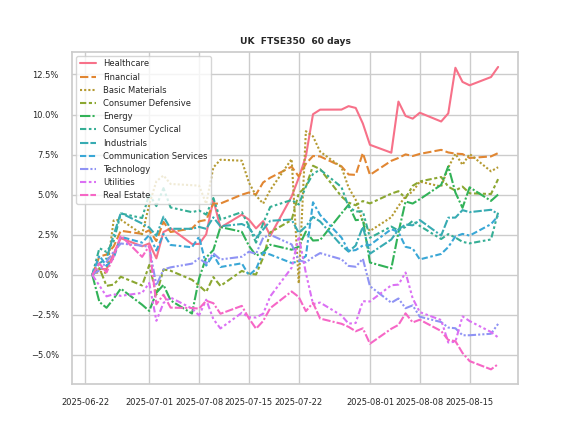 UK  FTSE350  60 days
12.5%
10.0%
7.5%
5.0%
2.5%
0.0%
−2.5%
−5.0%
Healthcare
Financial
Basic Materials
Consumer Defensive
Energy
Consumer Cyclical
Industrials
Communication Services
Technology
Utilities
Real Estate
2025-06-22
2025-07-01
2025-07-08
2025-07-15
2025-07-22
2025-08-01
2025-08-08
2025-08-15